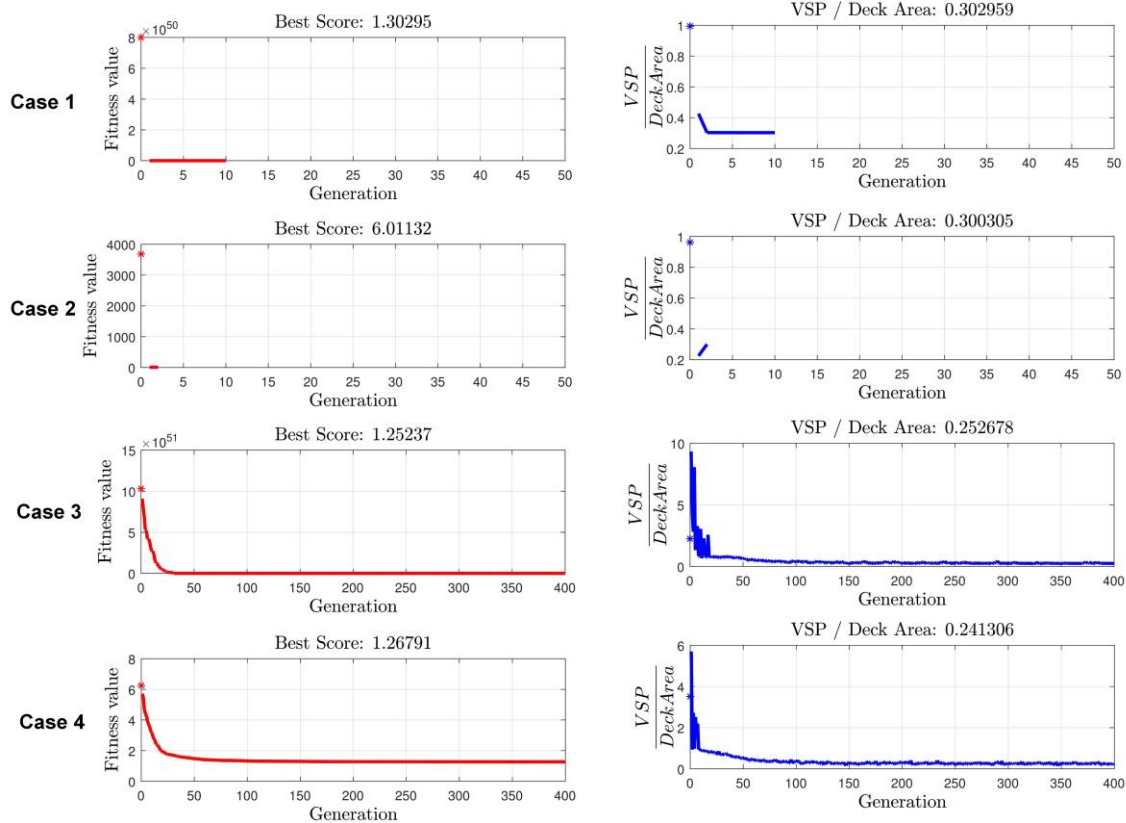 Case 1
Best Score: 1.30295
× 10^50
Fitness value
8
6
4
2
0
0 5 10 15 20 25 30 35 40 45 50
Generation
VSP / Deck Area: 0.302959
VSP
DeckArea
1
0.8
0.6
0.4
0.2
0 5 10 15 20 25 30 35 40 45 50
Generation
Case 2
Best Score: 6.01132
Fitness value
4000
3000
2000
1000
0
0 5 10 15 20 25 30 35 40 45 50
Generation
VSP / Deck Area: 0.300305
VSP
DeckArea
1
0.8
0.6
0.4
0.2
0 5 10 15 20 25 30 35 40 45 50
Generation
Case 3
Best Score: 1.25237
× 10^51
Fitness value
15
10
5
0
0 50 100 150 200 250 300 350 400
Generation
VSP / Deck Area: 0.252678
VSP
DeckArea
10
5
0
0 50 100 150 200 250 300 350 400
Generation
Case 4
Best Score: 1.26791
Fitness value
8
6
4
2
0
0 50 100 150 200 250 300 350 400
Generation
VSP / Deck Area: 0.241306
VSP
DeckArea
6
4
2
0
0 50 100 150 200 250 300 350 400
Generation